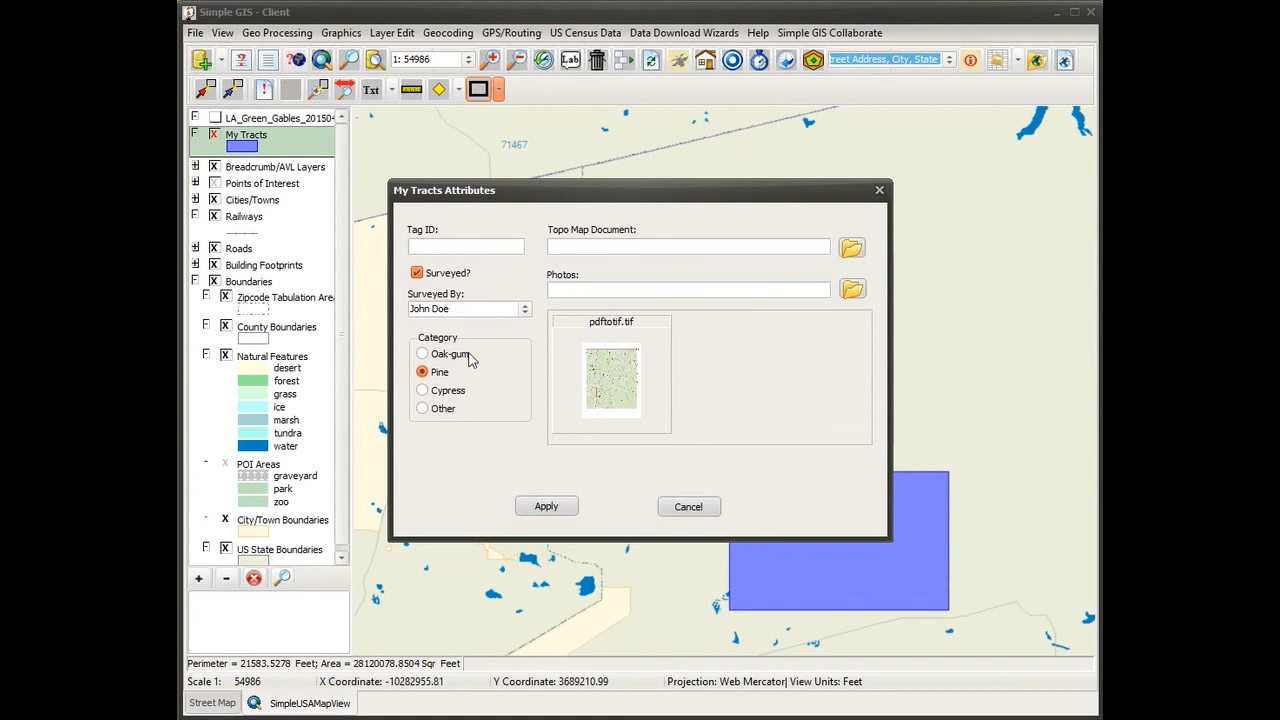 Simple GIS - Client
File View Geo Processing Graphics Layer Edit Geocoding GPS/Routing US Census Data Data Download Wizards Help Simple GIS Collaborate
1: 54986
Lab
treet Address, City, State
Txt
LA_Green_Gables_20150
My Tracts
Breadcrumb/AVL Layers
Points of Interest
Cities/Towns
Railways
Roads
Building Footprints
Boundaries
Zipcode Tabulation Area
County Boundaries
Natural Features
desert
forest
grass
ice
marsh
tundra
water
POI Areas
graveyard
park
zoo
City/Town Boundaries
US State Boundaries
71467
My Tracts Attributes
Tag ID:
Surveyed?
Surveyed By:
John Doe
Category
Oak-gum
Pine
Cypress
Other
Topo Map Document:
Photos:
pdftotif.tif
Apply Cancel
Perimeter = 21583.5278 Feet; Area = 28120078.8504 Sqr Feet
Scale 1: 54986 X Coordinate: -10282955.81 Y Coordinate: 3689210.99 Projection: Web Mercator| View Units: Feet
Street Map SimpleUSAMapView